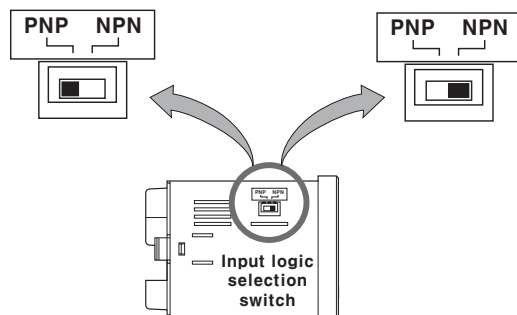 PNP NPN
PNP NPN
PNP NPN
Input logic
selection
switch